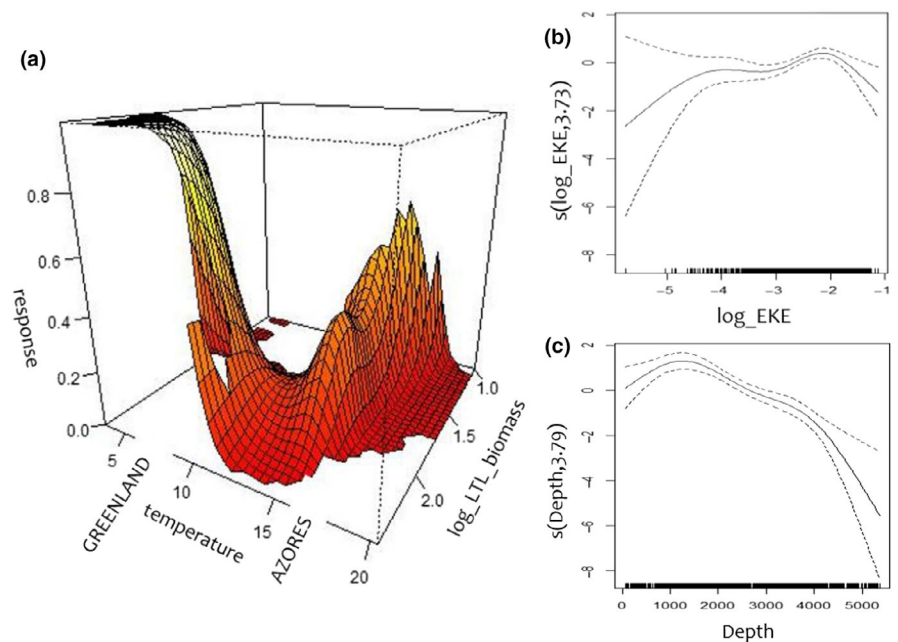 (a)
0.8
0.6
0.4
0.2
0.0
response
5
10
15
20
GREENLAND
temperature
AZORES
1.0
1.5
2.0
log_LTL_biomass
(b)
2
0
-2
-4
-6
-8
s(log_EKE,3·73)
-5
-4
-3
-2
-1
log_EKE
(c)
2
0
-2
-4
-6
-8
s(Depth,3.79)
0
1000
2000
3000
4000
5000
Depth